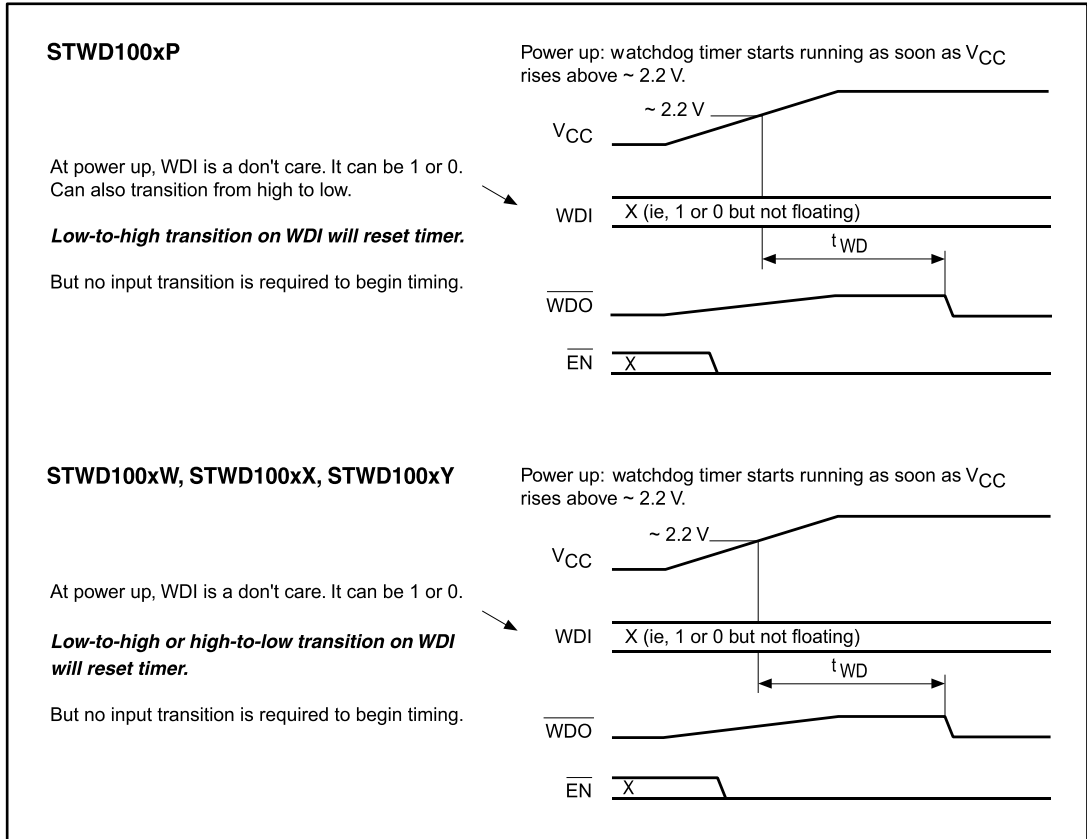 STWD100xP
Power up: watchdog timer starts running as soon as VCC
rises above ~ 2.2 V.
~ 2.2 V
VCC
At power up, WDI is a don't care. It can be 1 or 0.
Can also transition from high to low.
WDI
X (ie, 1 or 0 but not floating)
Low-to-high transition on WDI will reset timer.
tWD
But no input transition is required to begin timing.
WDO
EN
X
STWD100xW, STWD100xX, STWD100xY
Power up: watchdog timer starts running as soon as VCC
rises above ~ 2.2 V.
~ 2.2 V
VCC
At power up, WDI is a don't care. It can be 1 or 0.
WDI
X (ie, 1 or 0 but not floating)
Low-to-high or high-to-low transition on WDI
will reset timer.
tWD
But no input transition is required to begin timing.
WDO
EN
X